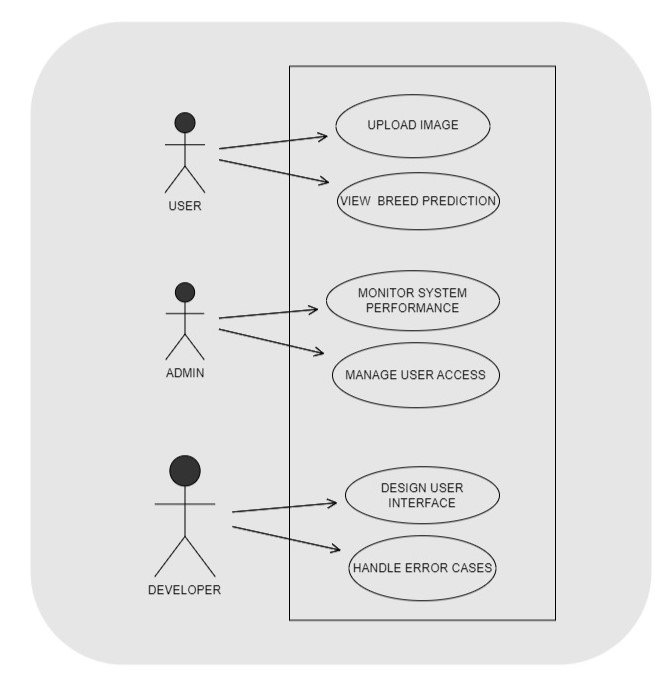 UPLOAD IMAGE
USER
VIEW  BREED PREDICTION
MONITOR SYSTEM
PERFORMANCE
ADMIN
MANAGE USER ACCESS
DESIGN USER
INTERFACE
HANDLE ERROR CASES
DEVELOPER